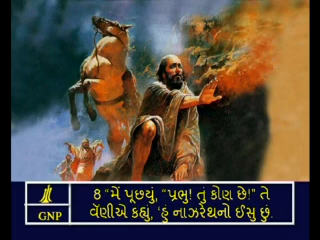 8 “મેં પૂછયું, “પ્રભુ! તું કોણ છે!” તે
વૅણીએ કહ્યું, ‘હું નાઝરેથનો ઈસુ છું.
GNP